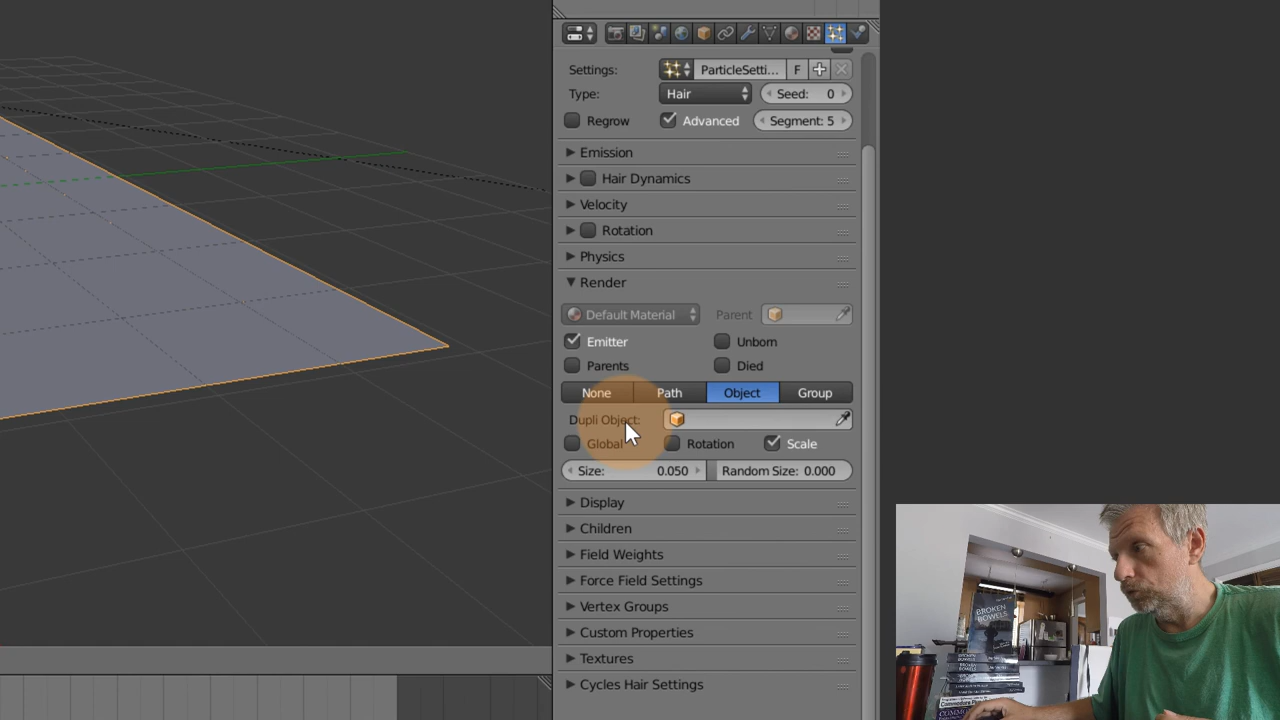 Settings: ParticleSetti... F
Type: Hair Seed: 0
Regrow Advanced Segment: 5
Emission
Hair Dynamics
Velocity
Rotation
Physics
Render
Default Material Parent
Emitter Unborn
Parents Died
None Path Object Group
Dupli Object:
Global Rotation Scale
Size: 0.050 Random Size: 0.000
Display
Children
Field Weights
Force Field Settings
Vertex Groups
Custom Properties
Textures
Cycles Hair Settings
BROKEN
BOWELS